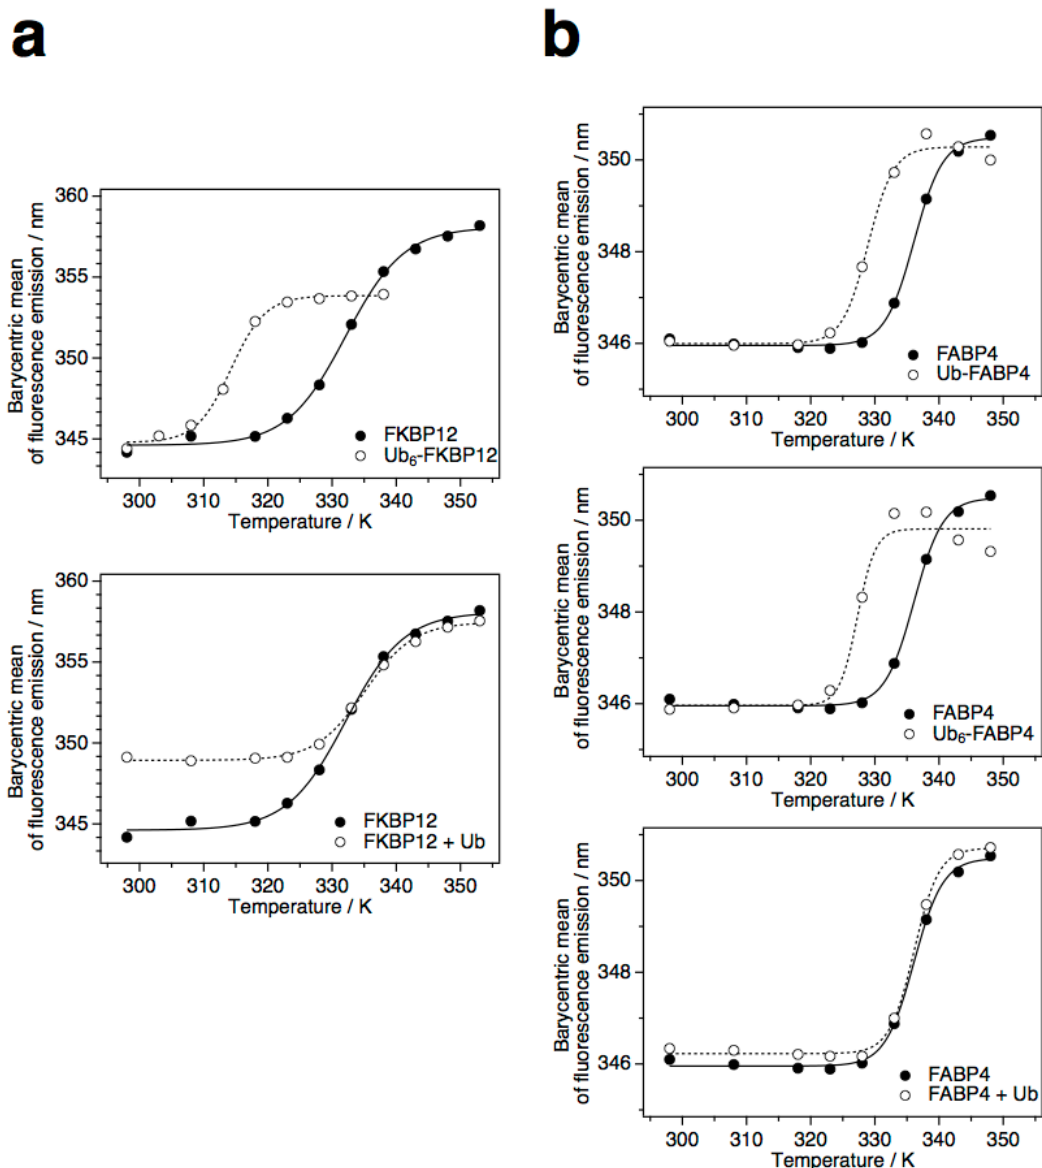 a
b
Barycentric mean
of fluorescence emission / nm
360
355
350
345
FKBP12
Ub₆-FKBP12
300 310 320 330 340 350
Temperature / K
Barycentric mean
of fluorescence emission / nm
360
355
350
345
FKBP12
FKBP12 + Ub
300 310 320 330 340 350
Temperature / K
Barycentric mean
of fluorescence emission / nm
350
348
346
FABP4
Ub-FABP4
300 310 320 330 340 350
Temperature / K
Barycentric mean
of fluorescence emission / nm
350
348
346
FABP4
Ub₆-FABP4
300 310 320 330 340 350
Temperature / K
Barycentric mean
of fluorescence emission / nm
350
348
346
FABP4
FABP4 + Ub
300 310 320 330 340 350
Temperature / K